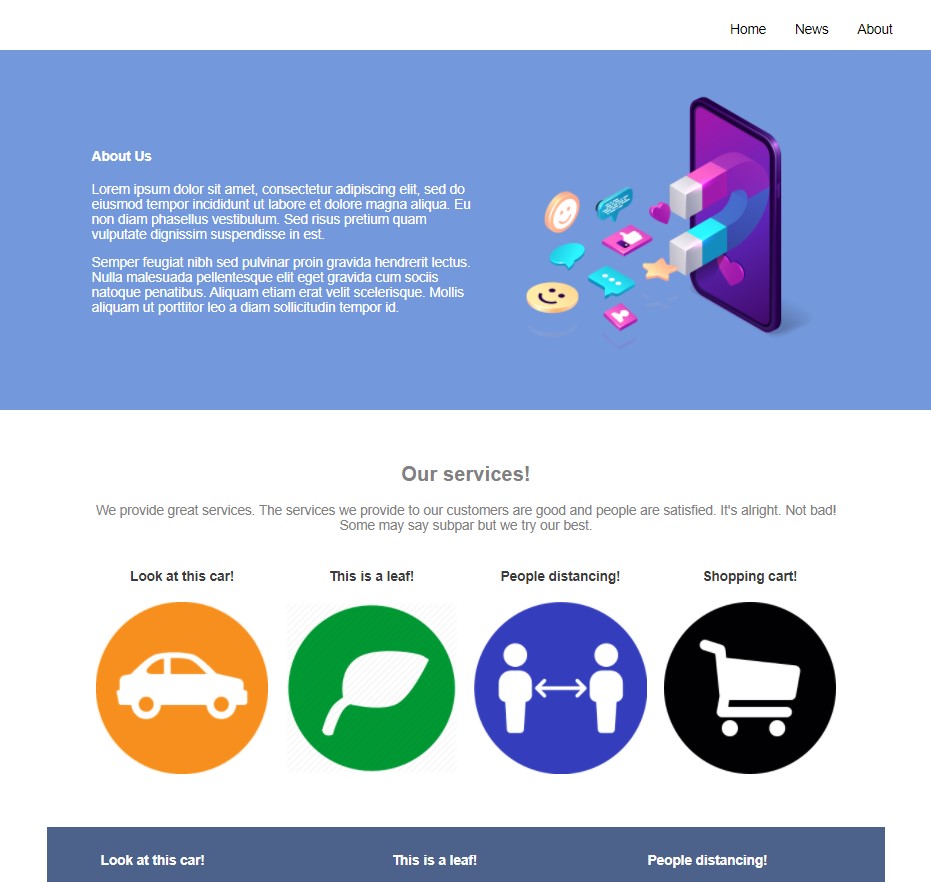 Home News About
About Us
Lorem ipsum dolor sit amet, consectetur adipiscing elit, sed do
eiusmod tempor incididunt ut labore et dolore magna aliqua. Eu
non diam phasellus vestibulum. Sed risus pretium quam
vulputate dignissim suspendisse in est.
Semper feugiat nibh sed pulvinar proin gravida hendrerit lectus.
Nulla malesuada pellentesque elit eget gravida cum sociis
natoque penatibus. Aliquam etiam erat velit scelerisque. Mollis
aliquam ut porttitor leo a diam sollicitudin tempor id.
Our services!
We provide great services. The services we provide to our customers are good and people are satisfied. It's alright. Not bad!
Some may say subpar but we try our best.
Look at this car! This is a leaf! People distancing! Shopping cart!
Look at this car! This is a leaf! People distancing!